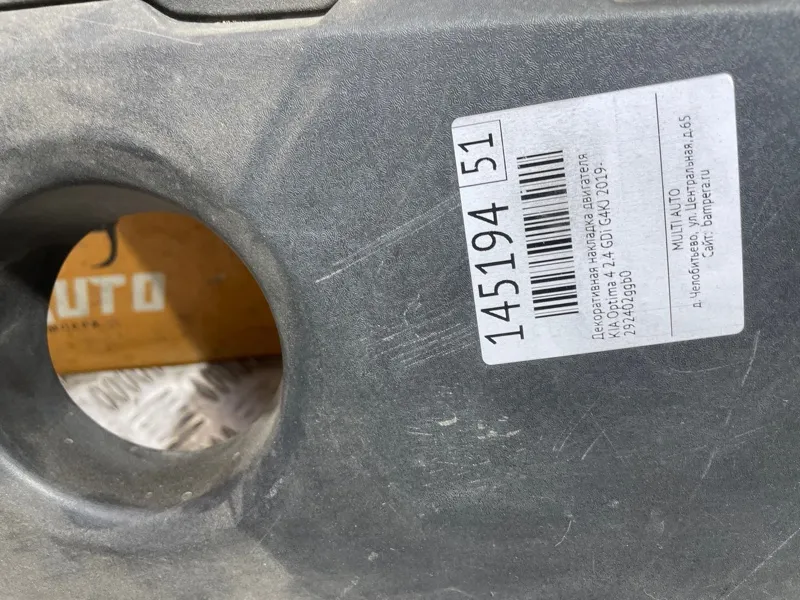 145194 51
Декоративная накладка двигателя
KIA Optima 4 2.4 GDi G4KJ 2019-
292402ggb0
MULTI AUTO
д. Челобитьево, ул. Центральная, д.65
Сайт: bampera.ru
AUTO